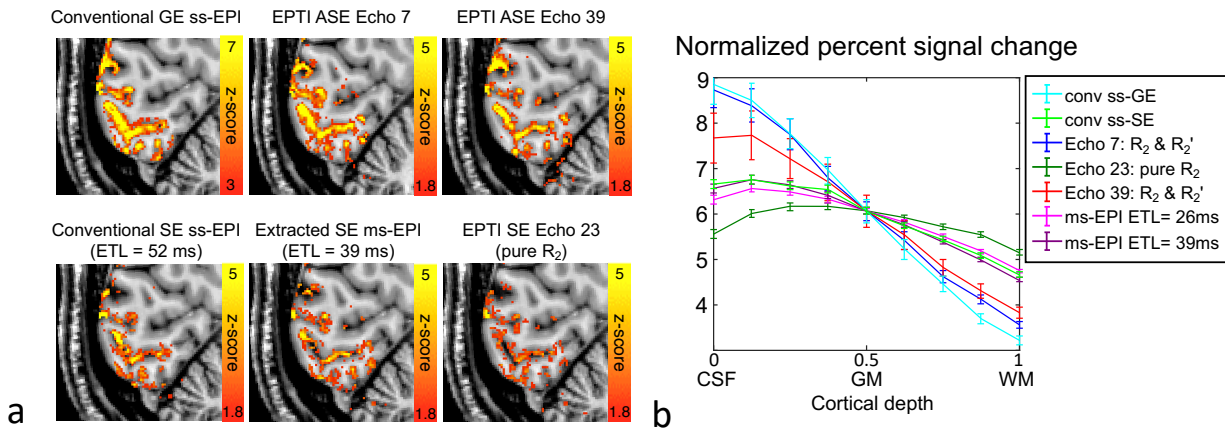 Conventional GE ss-EPI
EPTI ASE Echo 7
EPTI ASE Echo 39
7
z-score
3
5
z-score
1.8
5
z-score
1.8
Conventional SE ss-EPI
(ETL = 52 ms)
Extracted SE ms-EPI
(ETL = 39 ms)
EPTI SE Echo 23
(pure R₂)
5
z-score
1.8
5
z-score
1.8
5
z-score
1.8
a
Normalized percent signal change
9
8
7
6
5
4
0
0.5
1
CSF
GM
WM
Cortical depth
conv ss-GE
conv ss-SE
Echo 7: R₂ & R₂'
Echo 23: pure R₂
Echo 39: R₂ & R₂'
ms-EPI ETL= 26ms
ms-EPI ETL= 39ms
b